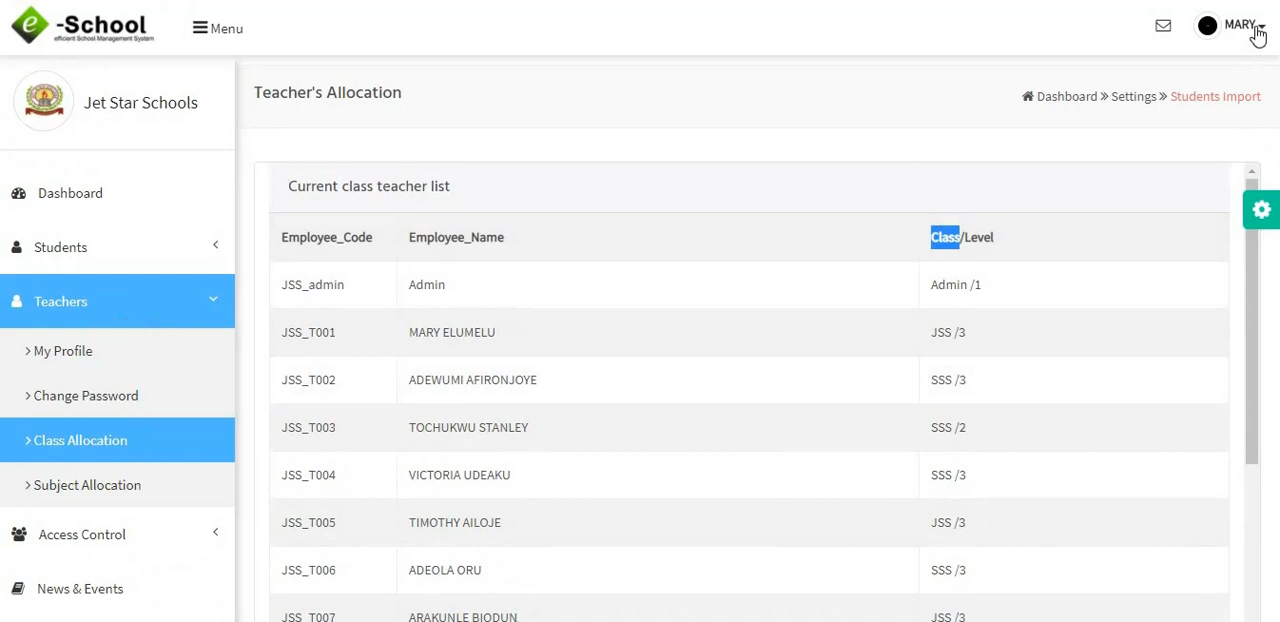 e -School
efficient School Management System
Menu
MARY
Jet Star Schools
Teacher's Allocation
Dashboard » Settings » Students Import
Dashboard
Students
Teachers
> My Profile
> Change Password
> Class Allocation
> Subject Allocation
Access Control
News & Events
Current class teacher list
Employee_Code Employee_Name Class/Level
JSS_admin Admin Admin /1
JSS_T001 MARY ELUMELU JSS /3
JSS_T002 ADEWUMI AFIRONJOYE SSS /3
JSS_T003 TOCHUKWU STANLEY SSS /2
JSS_T004 VICTORIA UDEAKU SSS /3
JSS_T005 TIMOTHY AILOJE JSS /3
JSS_T006 ADEOLA ORU SSS /3
JSS_T007 ARAKUNLE BIODUN JSS /3